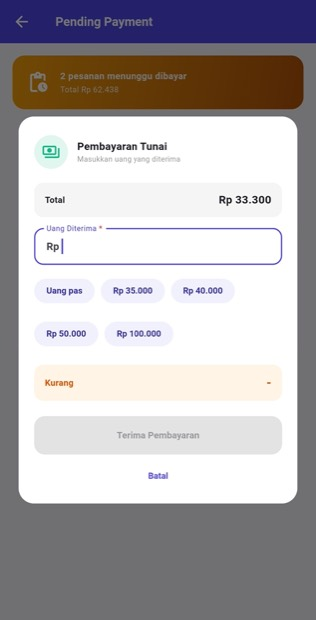 Pending Payment
2 pesanan menunggu dibayar
Total Rp 62.438
Pembayaran Tunai
Masukkan uang yang diterima
Total Rp 33.300
Uang Diterima *
Rp
Uang pas Rp 35.000 Rp 40.000
Rp 50.000 Rp 100.000
Kurang -
Terima Pembayaran
Batal